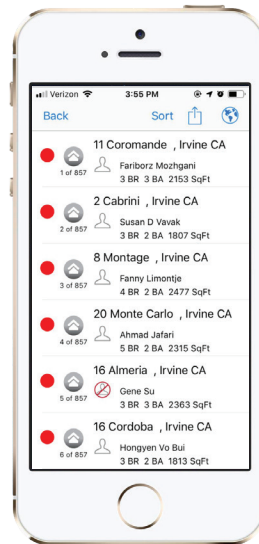 Verizon 3:55 PM
Back Sort
11 Coromande , Irvine CA
Fariborz Mozhgani
1 of 857
3 BR 3 BA 2153 SqFt
2 Cabrini , Irvine CA
Susan D Vavak
2 of 857
3 BR 2 BA 1807 SqFt
8 Montage , Irvine CA
Fanny Limontje
3 of 857
4 BR 2 BA 2477 SqFt
20 Monte Carlo , Irvine CA
Ahmad Jafari
4 of 857
5 BR 2 BA 2315 SqFt
16 Almeria , Irvine CA
Gene Su
5 of 857
3 BR 3 BA 2363 SqFt
16 Cordoba , Irvine CA
Hongyen Vo Bui
6 of 857
3 BR 2 BA 1813 SqFt